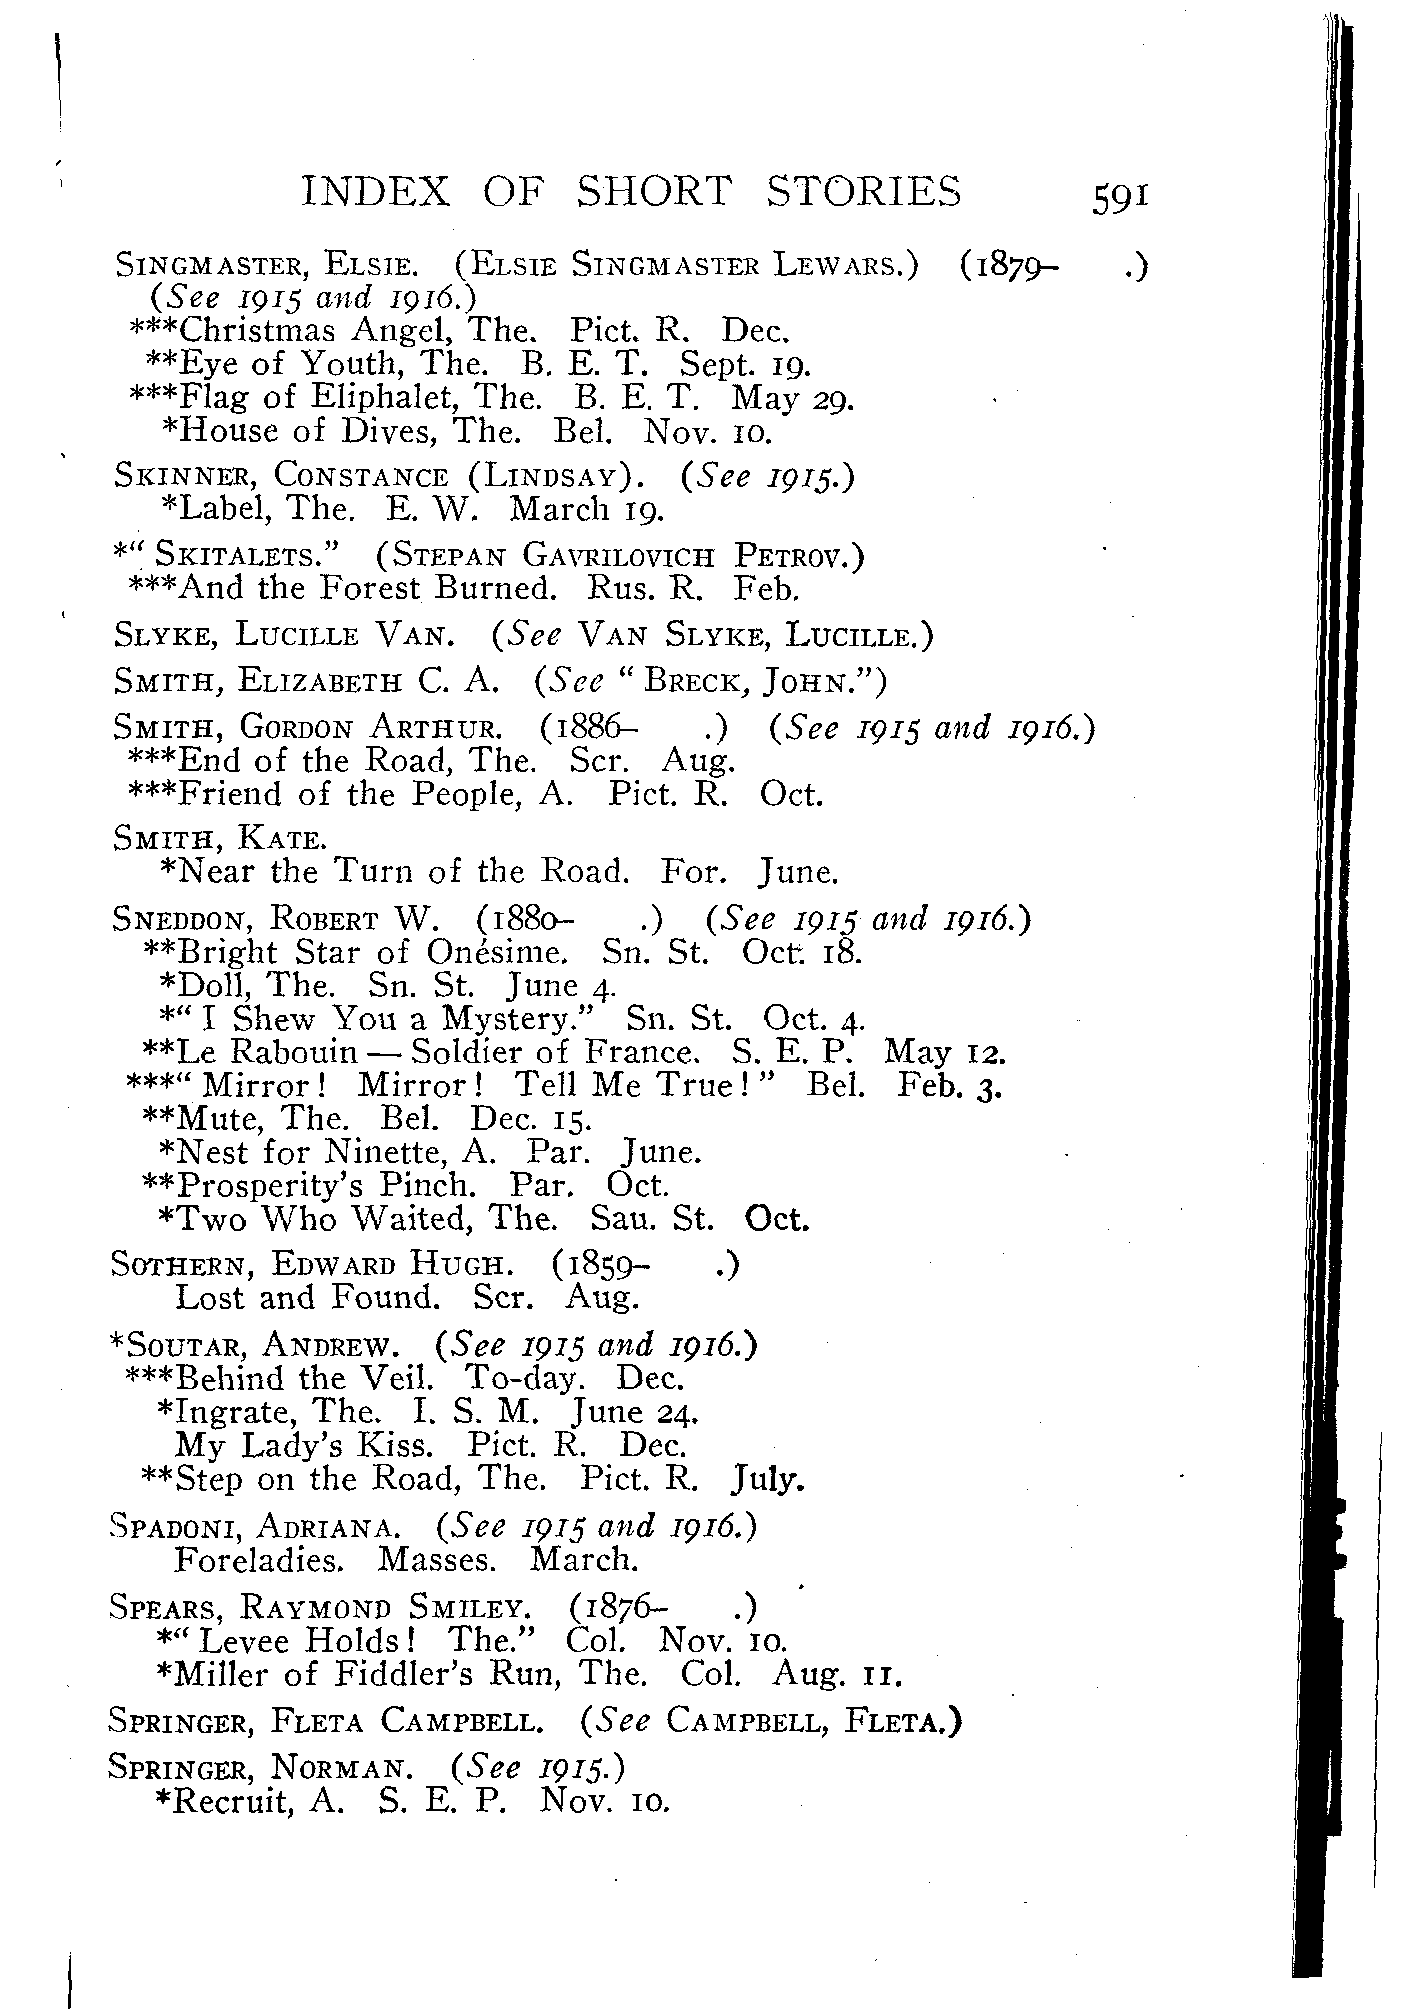 INDEX OF SHORT STORIES 591
SINGMASTER, ELSIE. (ELSIE SINGMASTER LEWARS.) (1879– .)
(See 1915 and 1916.)
***Christmas Angel, The. Pict. R. Dec.
**Eye of Youth, The. B. E. T. Sept. 19.
***Flag of Eliphalet, The. B. E. T. May 29.
*House of Dives, The. Bel. Nov. 10.
SKINNER, CONSTANCE (LINDSAY). (See 1915.)
*Label, The. E. W. March 19.
*“ SKITALETS.” (STEPAN GAVRILOVICH PETROV.)
***And the Forest Burned. Rus. R. Feb.
SLYKE, LUCILLE VAN. (See VAN SLYKE, LUCILLE.)
SMITH, ELIZABETH C. A. (See “ BRECK, JOHN.”)
SMITH, GORDON ARTHUR. (1886– .) (See 1915 and 1916.)
***End of the Road, The. Scr. Aug.
***Friend of the People, A. Pict. R. Oct.
SMITH, KATE.
*Near the Turn of the Road. For. June.
SNEDDON, ROBERT W. (1880– .) (See 1915 and 1916.)
**Bright Star of Onésime. Sn. St. Oct. 18.
*Doll, The. Sn. St. June 4.
*“ I Shew You a Mystery.” Sn. St. Oct. 4.
**Le Rabouin — Soldier of France. S. E. P. May 12.
***“ Mirror! Mirror! Tell Me True!” Bel. Feb. 3.
**Mute, The. Bel. Dec. 15.
*Nest for Ninette, A. Par. June.
**Prosperity's Pinch. Par. Oct.
*Two Who Waited, The. Sau. St. Oct.
SOTHERN, EDWARD HUGH. (1859– .)
Lost and Found. Scr. Aug.
*SOUTAR, ANDREW. (See 1915 and 1916.)
***Behind the Veil. To-day. Dec.
*Ingrate, The. I. S. M. June 24.
My Lady's Kiss. Pict. R. Dec.
**Step on the Road, The. Pict. R. July.
SPADONI, ADRIANA. (See 1915 and 1916.)
Foreladies. Masses. March.
SPEARS, RAYMOND SMILEY. (1876– .)
*“ Levee Holds! The.” Col. Nov. 10.
*Miller of Fiddler's Run, The. Col. Aug. 11.
SPRINGER, FLETA CAMPBELL. (See CAMPBELL, FLETA.)
SPRINGER, NORMAN. (See 1915.)
*Recruit, A. S. E. P. Nov. 10.